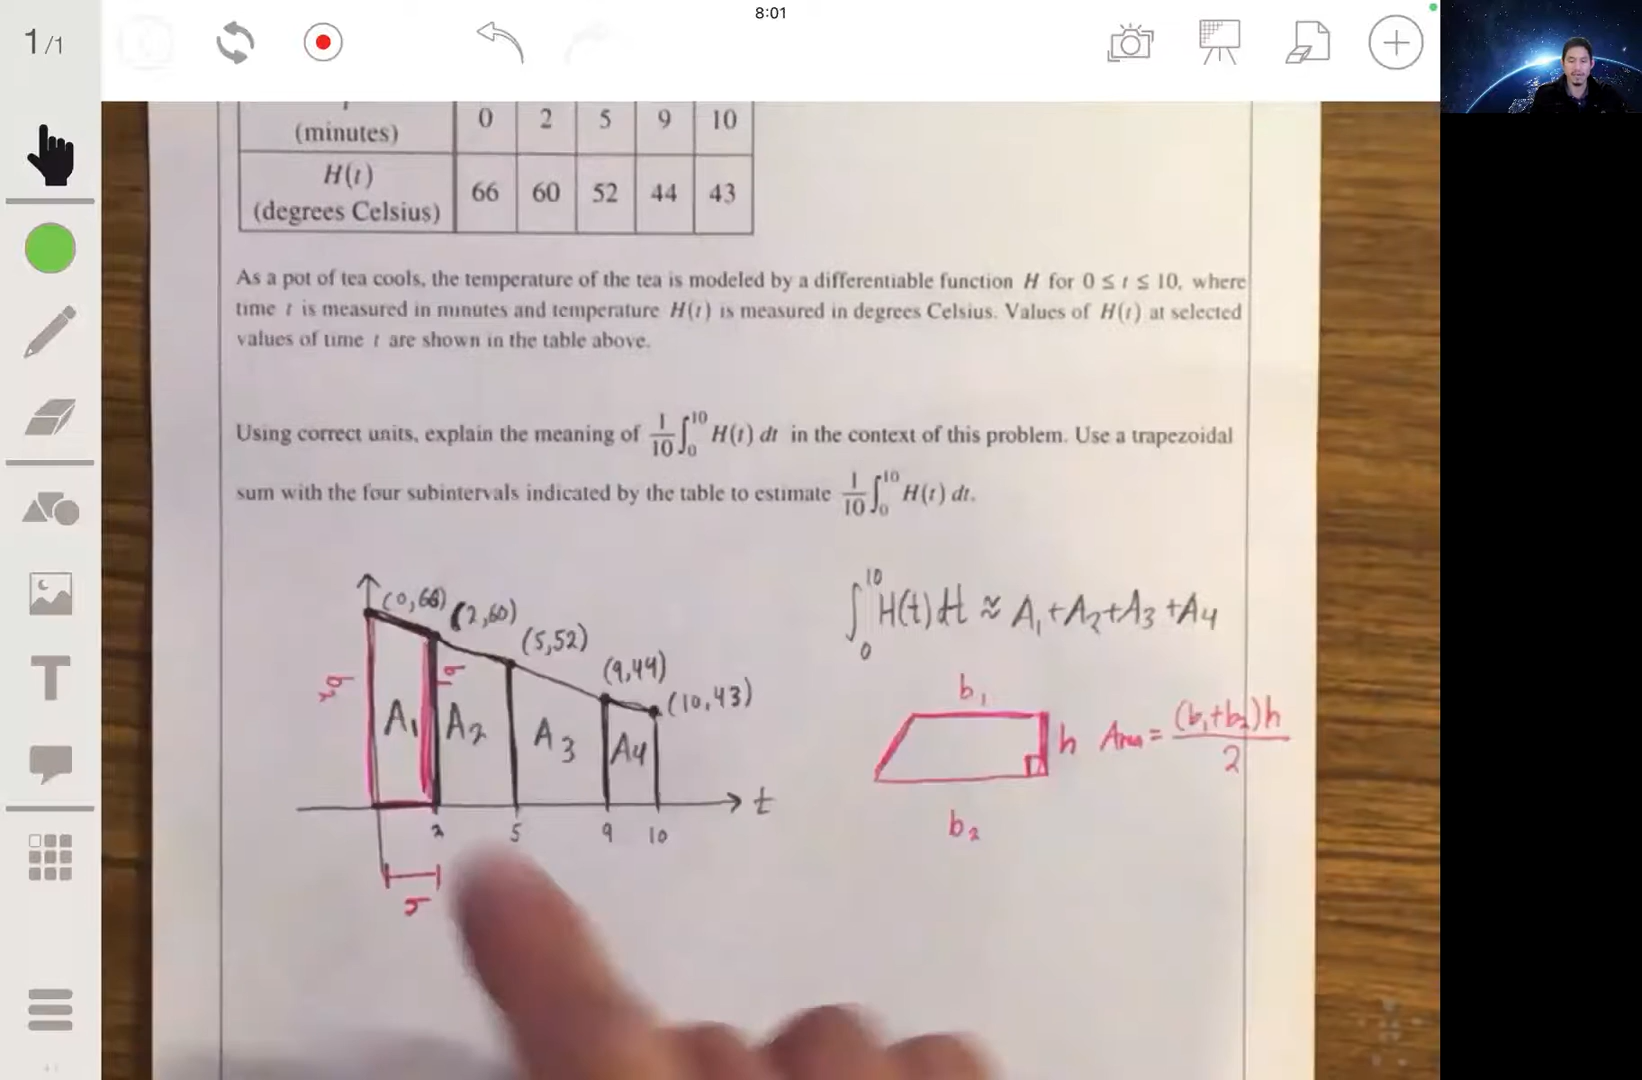 8:01
1/1
(minutes) 0 2 5 9 10
H(t)
(degrees Celsius) 66 60 52 44 43
As a pot of tea cools, the temperature of the tea is modeled by a differentiable function H for 0 ≤ t ≤ 10, where
time t is measured in minutes and temperature H(t) is measured in degrees Celsius. Values of H(t) at selected
values of time t are shown in the table above.
Using correct units, explain the meaning of 1/10 ∫₀¹⁰ H(t) dt in the context of this problem. Use a trapezoidal
sum with the four subintervals indicated by the table to estimate 1/10 ∫₀¹⁰ H(t) dt.
∫₀¹⁰ H(t)dt ≈ A₁+A₂+A₃+A₄
(0,66) (2,60)
(5,52)
(9,44)
(10,43)
b₂ b₁
A₁ A₂ A₃ A₄
t
2 5 9 10
h
b₁
h Area = (b₁+b₂)h / 2
b₂
T